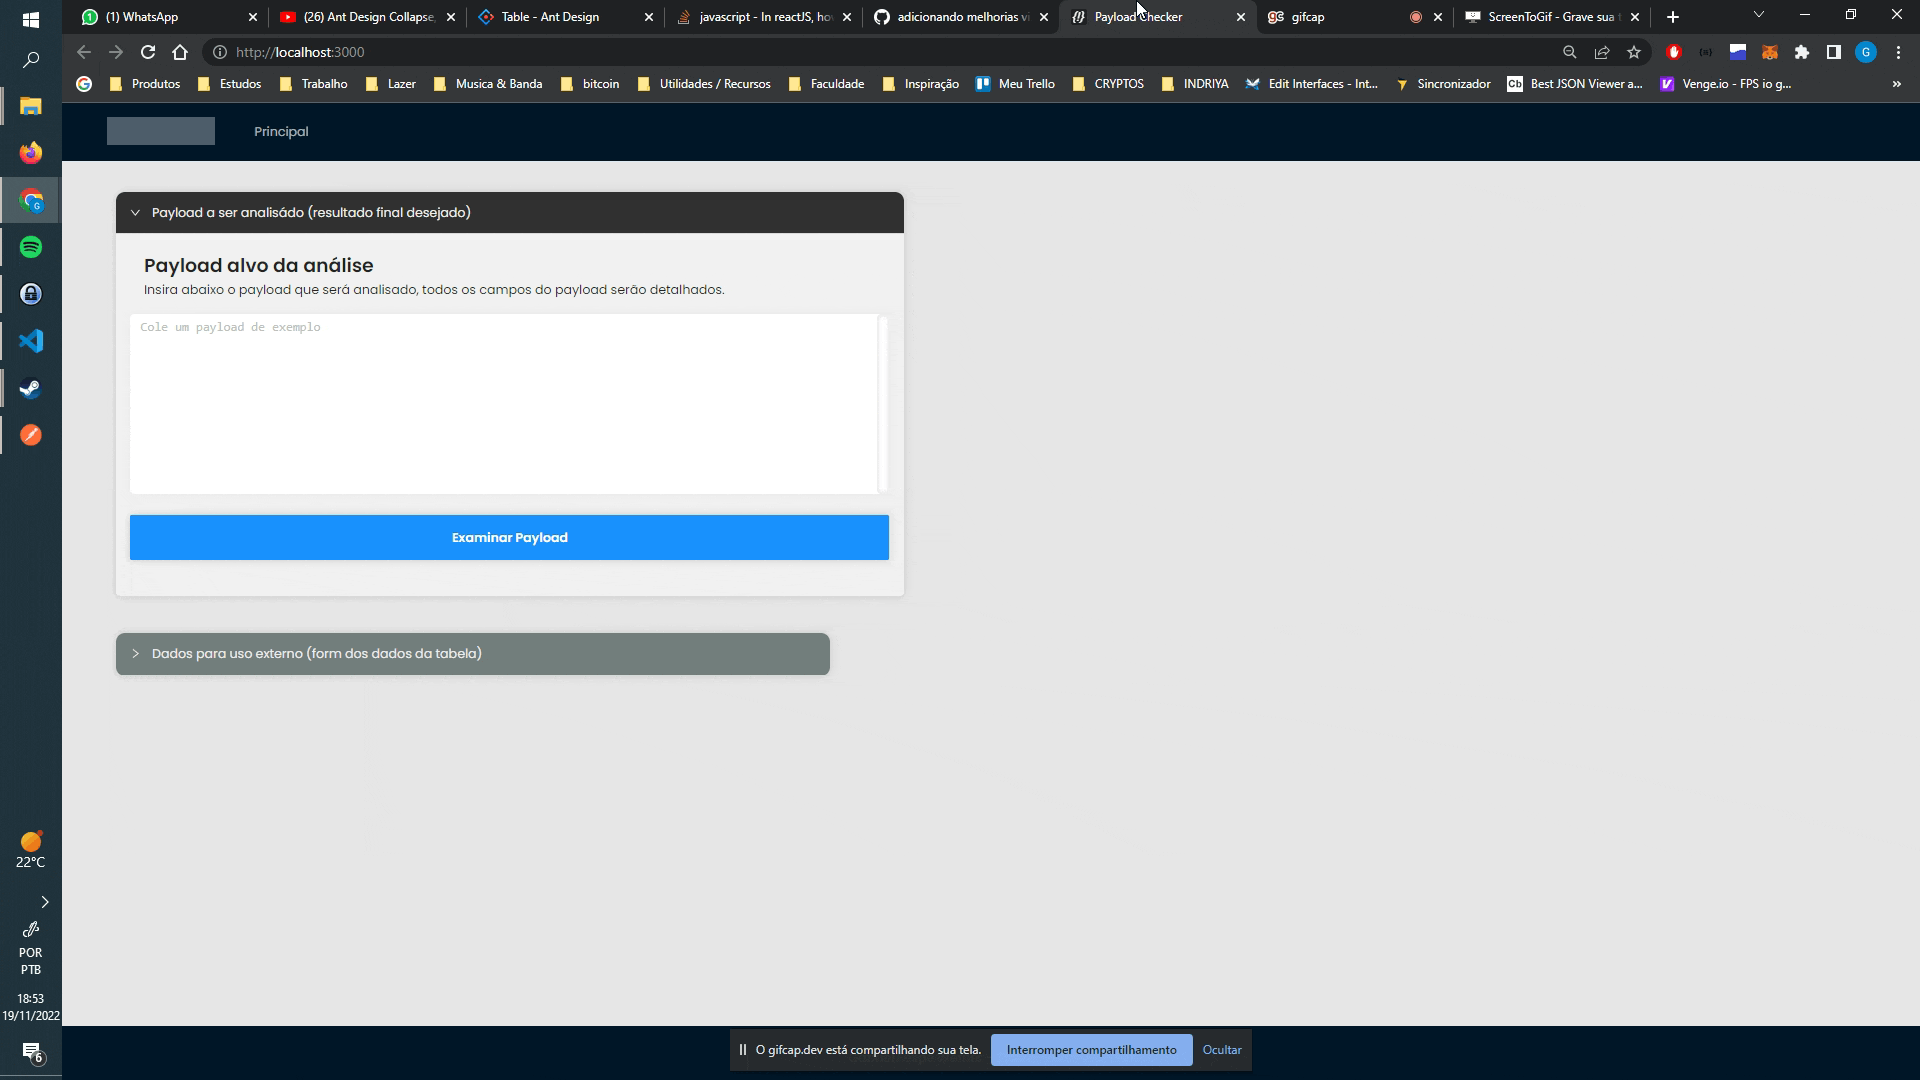 (1) WhatsApp
(26) Ant Design Collapse,
Table - Ant Design
javascript - In reactJS, ho
adicionando melhorias vi
Payload Checker
gifcap
ScreenToGif - Grave sua t
http://localhost:3000
Produtos
Estudos
Trabalho
Lazer
Musica & Banda
bitcoin
Utilidades / Recursos
Faculdade
Inspiração
Meu Trello
CRYPTOS
INDRIYA
Edit Interfaces - Int...
Sincronizador
Cb
Best JSON Viewer a...
Venge.io - FPS io g...
»
Principal
Payload a ser analisádo (resultado final desejado)
Payload alvo da análise
Insira abaixo o payload que será analisado, todos os campos do payload serão detalhados.
Cole um payload de exemplo
Examinar Payload
Dados para uso externo (form dos dados da tabela)
22°C
POR
PTB
18:53
19/11/2022
6
O gifcap.dev está compartilhando sua tela.
Interromper compartilhamento
Ocultar